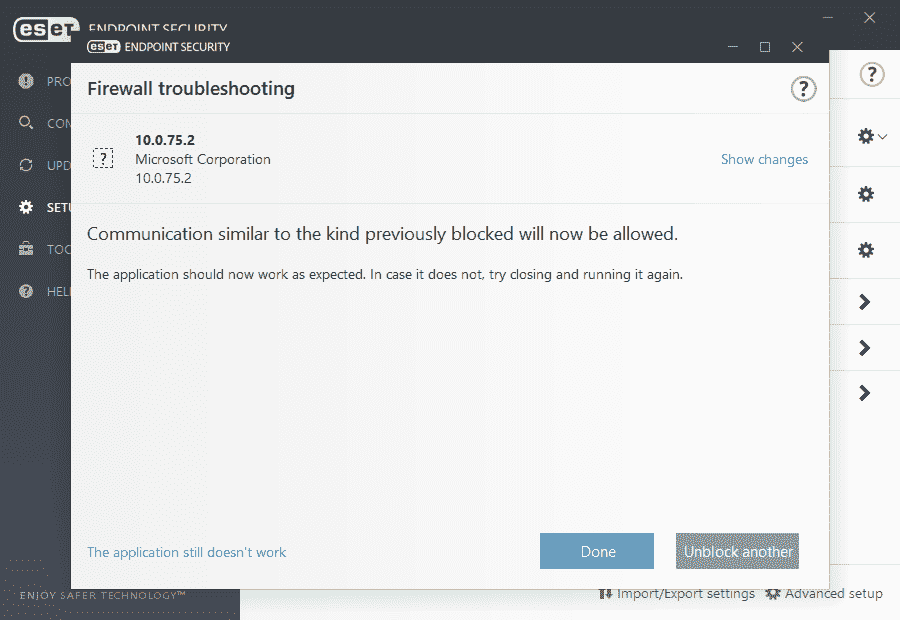 eseT ENDPOINT SECURITY
eseT ENDPOINT SECURITY
Firewall troubleshooting
?
?
PRO
COM
UPD
SETU
TOO
HELP
?
10.0.75.2
Microsoft Corporation
10.0.75.2
Show changes
Communication similar to the kind previously blocked will now be allowed.
The application should now work as expected. In case it does not, try closing and running it again.
The application still doesn't work
Done
Unblock another
ENJOY SAFER TECHNOLOGY™
Import/Export settings
Advanced setup